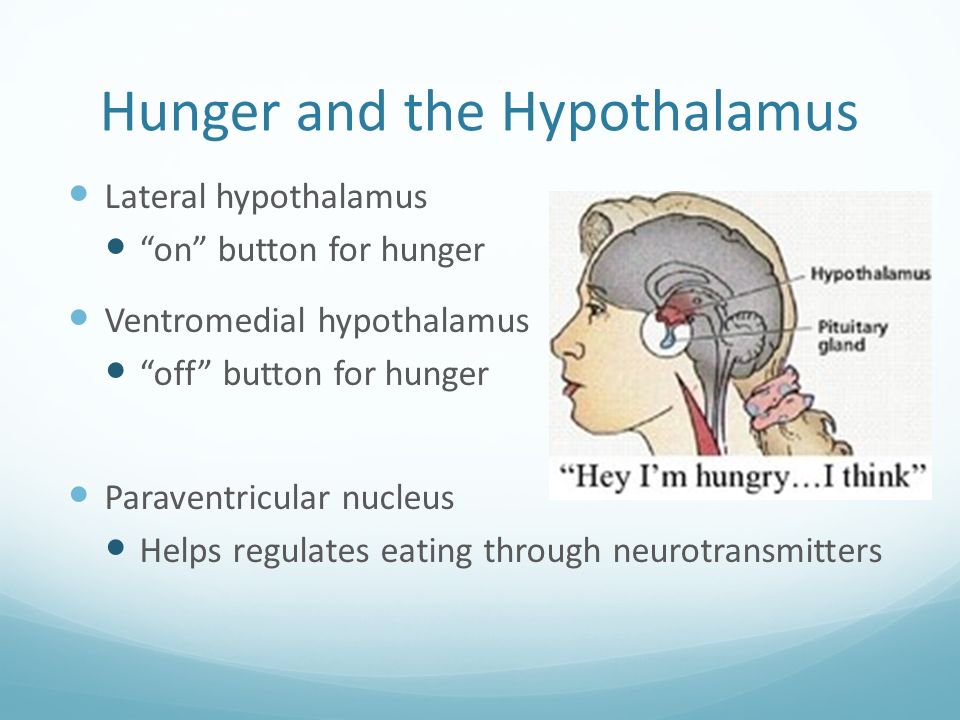 Hunger and the Hypothalamus
Lateral hypothalamus
“on” button for hunger
Ventromedial hypothalamus
“off” button for hunger
Paraventricular nucleus
Helps regulates eating through neurotransmitters
Hypothalamus
Pituitary
gland
“Hey I’m hungry…I think”